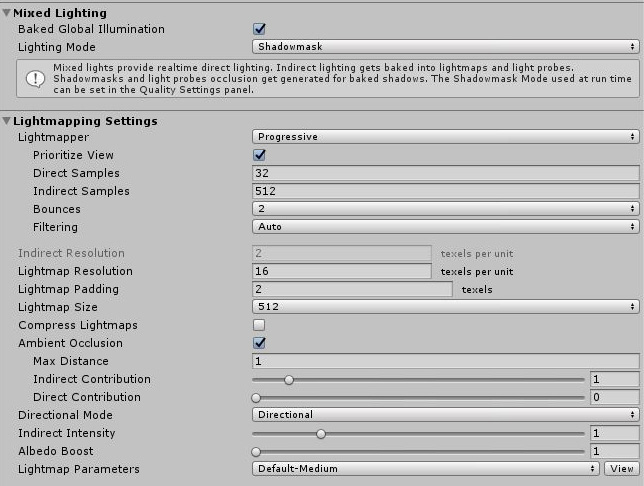 Mixed Lighting
Baked Global Illumination
Lighting Mode Shadowmask
Mixed lights provide realtime direct lighting. Indirect lighting gets baked into lightmaps and light probes.
Shadowmasks and light probes occlusion get generated for baked shadows. The Shadowmask Mode used at run time
can be set in the Quality Settings panel.
Lightmapping Settings
Lightmapper Progressive
Prioritize View
Direct Samples 32
Indirect Samples 512
Bounces 2
Filtering Auto
Indirect Resolution 2 texels per unit
Lightmap Resolution 16 texels per unit
Lightmap Padding 2 texels
Lightmap Size 512
Compress Lightmaps
Ambient Occlusion
Max Distance 1
Indirect Contribution 1
Direct Contribution 0
Directional Mode Directional
Indirect Intensity 1
Albedo Boost 1
Lightmap Parameters Default-Medium View